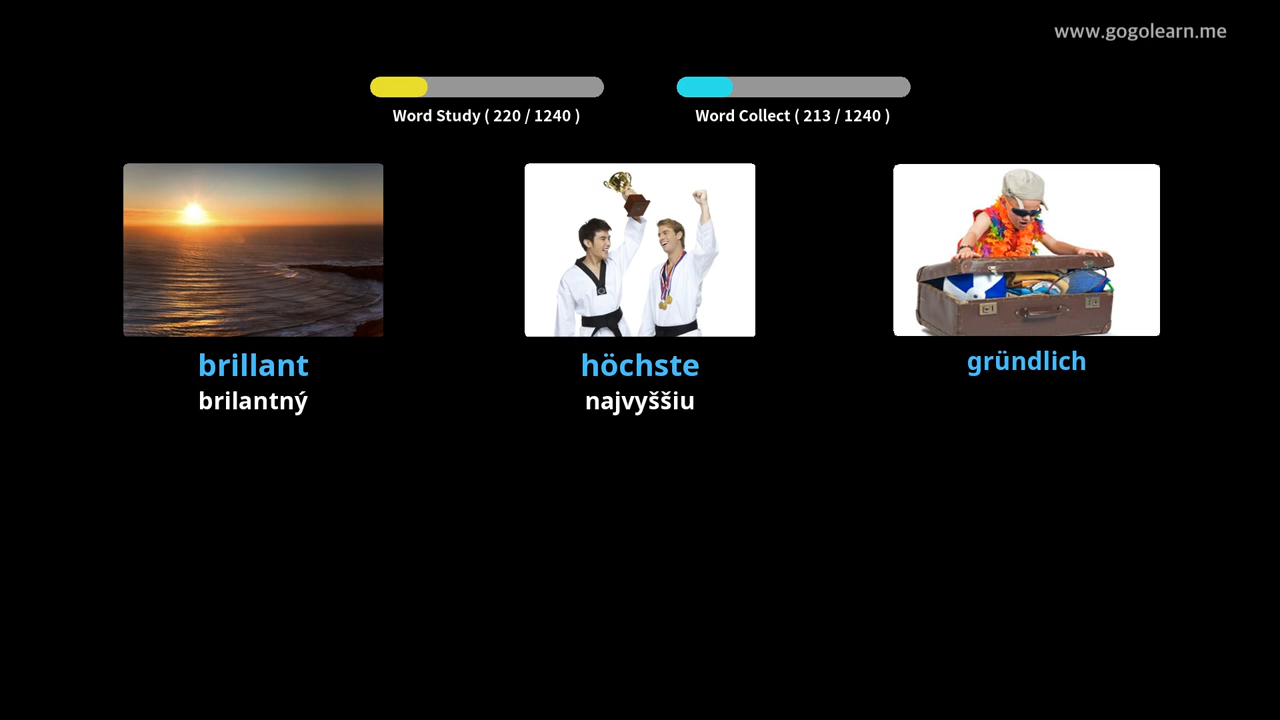 www.gogolearn.me
Word Study ( 220 / 1240 )
Word Collect ( 213 / 1240 )
brillant
brilantný
höchste
najvyššiu
gründlich